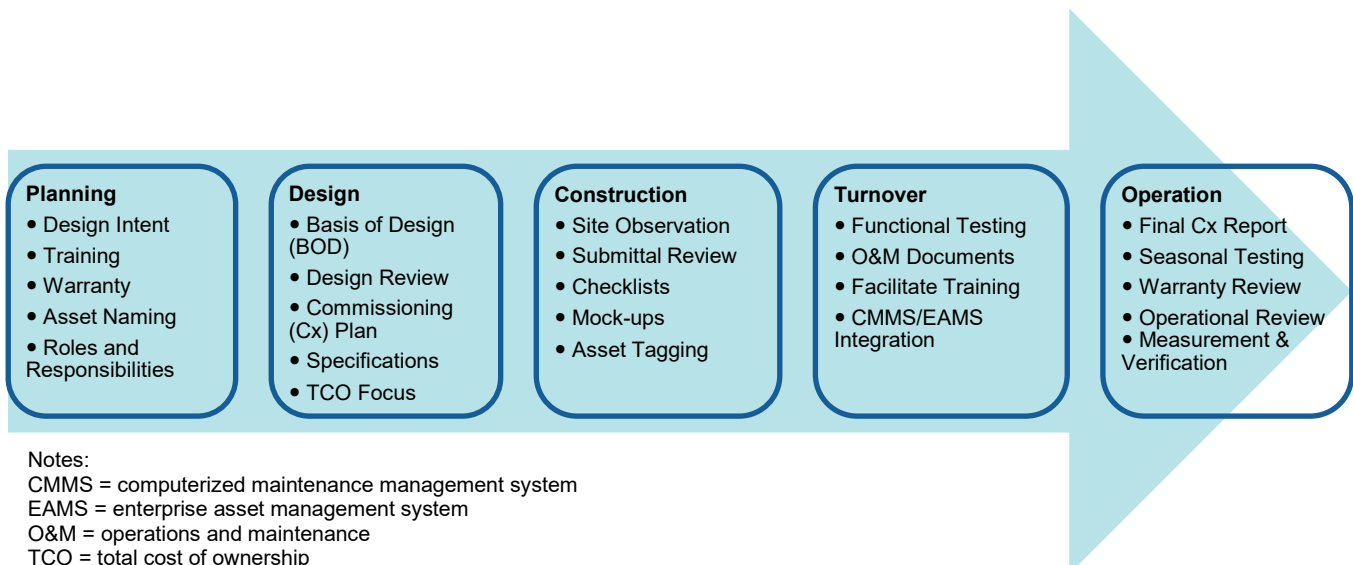 Planning
• Design Intent
• Training
• Warranty
• Asset Naming
• Roles and
Responsibilities
Design
• Basis of Design
(BOD)
• Design Review
• Commissioning
(Cx) Plan
• Specifications
• TCO Focus
Construction
• Site Observation
• Submittal Review
• Checklists
• Mock-ups
• Asset Tagging
Turnover
• Functional Testing
• O&M Documents
• Facilitate Training
• CMMS/EAMS
Integration
Operation
• Final Cx Report
• Seasonal Testing
• Warranty Review
• Operational Review
• Measurement &
Verification
Notes:
CMMS = computerized maintenance management system
EAMS = enterprise asset management system
O&M = operations and maintenance
TCO = total cost of ownership